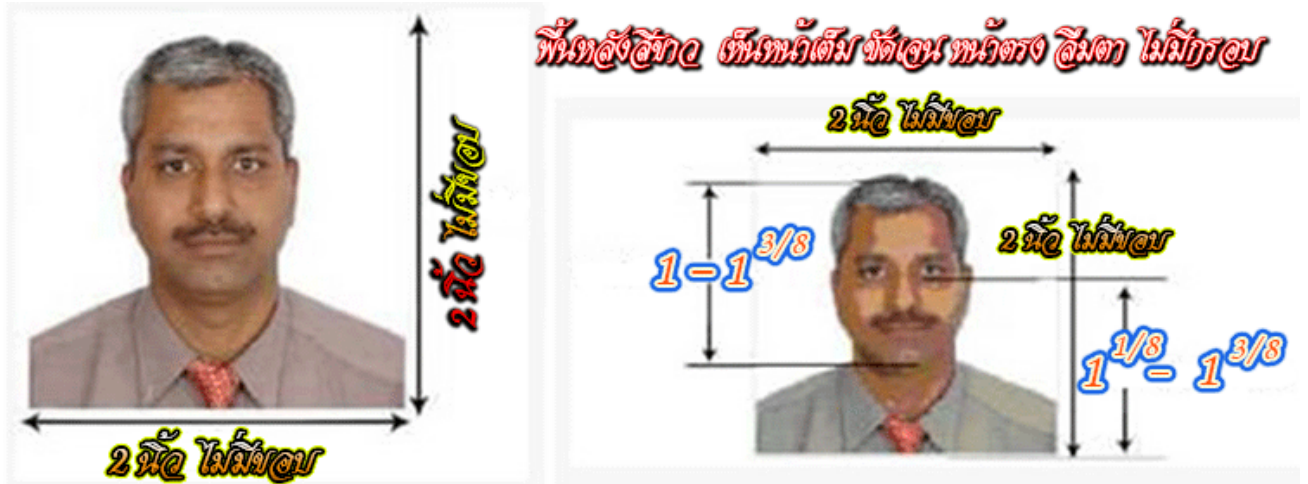 พื้นหลังสีขาว เห็นหน้าเต็ม ชัดเจน หน้าตรง ลืมตา ไม่มีกรอบ
2 นิ้ว ไม่มีขอบ
2 นิ้ว ไม่มีขอบ
2 นิ้ว ไม่มีขอบ
1 - 1 3/8
2 นิ้ว ไม่มีขอบ
1 1/8 - 1 3/8